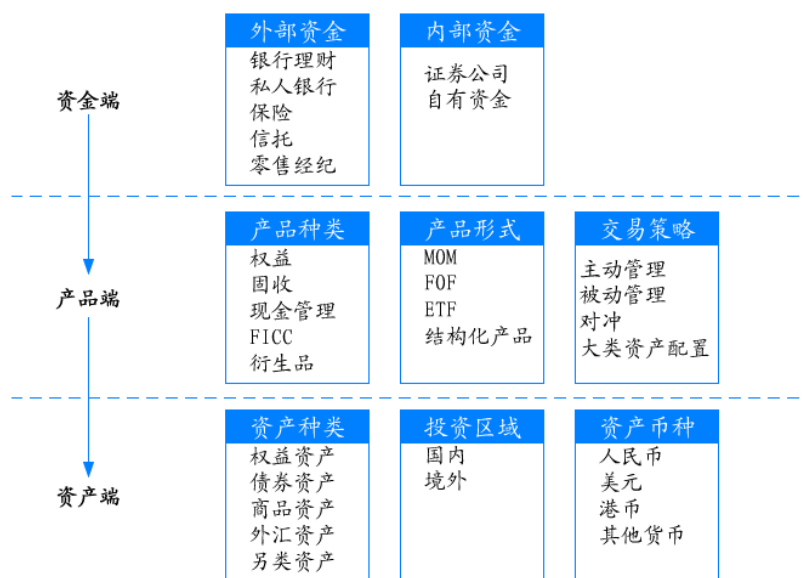 资金端
外部资金
银行理财
私人银行
保险
信托
零售经纪
内部资金
证券公司
自有资金
产品端
产品种类
权益
固收
现金管理
FICC
衍生品
产品形式
MOM
FOF
ETF
结构化产品
交易策略
主动管理
被动管理
对冲
大类资产配置
资产端
资产种类
权益资产
债券资产
商品资产
外汇资产
另类资产
投资区域
国内
境外
资产币种
人民币
美元
港币
其他货币